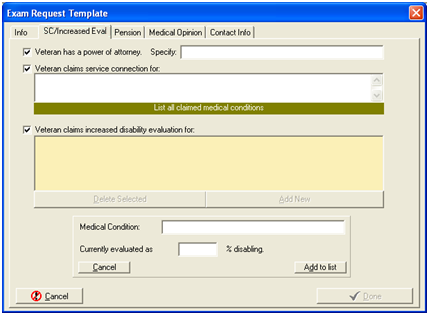 Exam Request Template
Info SC/Increased Eval Pension Medical Opinion Contact Info
Veteran has a power of attorney. Specify:
Veteran claims service connection for:
List all claimed medical conditions
Veteran claims increased disability evaluation for:
Delete Selected Add New
Medical Condition:
Currently evaluated as % disabling.
Cancel Add to list
Cancel Done